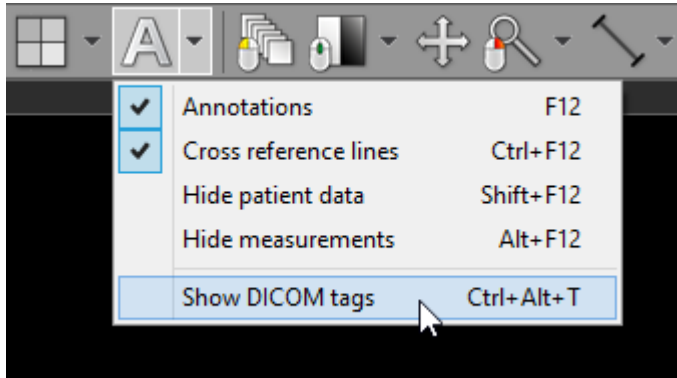 A
Annotations F12
Cross reference lines Ctrl+F12
Hide patient data Shift+F12
Hide measurements Alt+F12
Show DICOM tags Ctrl+Alt+T